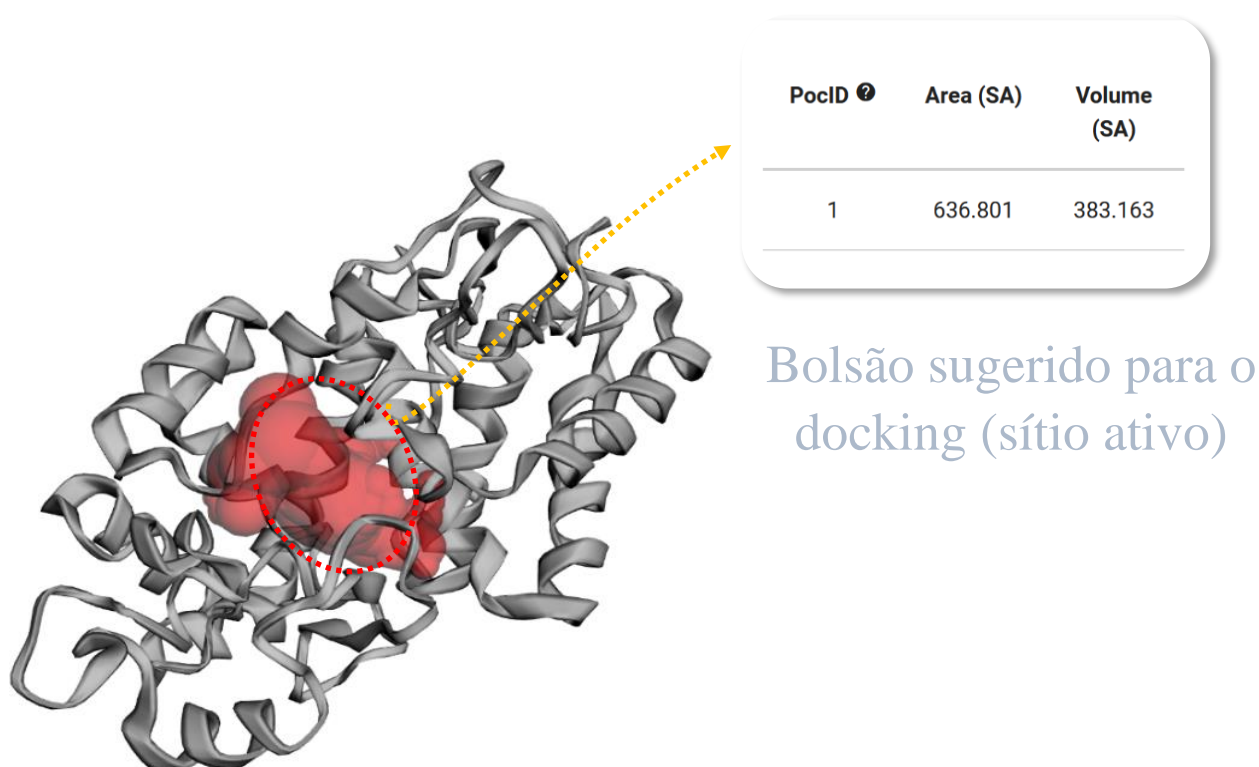 PocID ? Area (SA) Volume
(SA)
1 636.801 383.163
Bolsão sugerido para o
docking (sítio ativo)